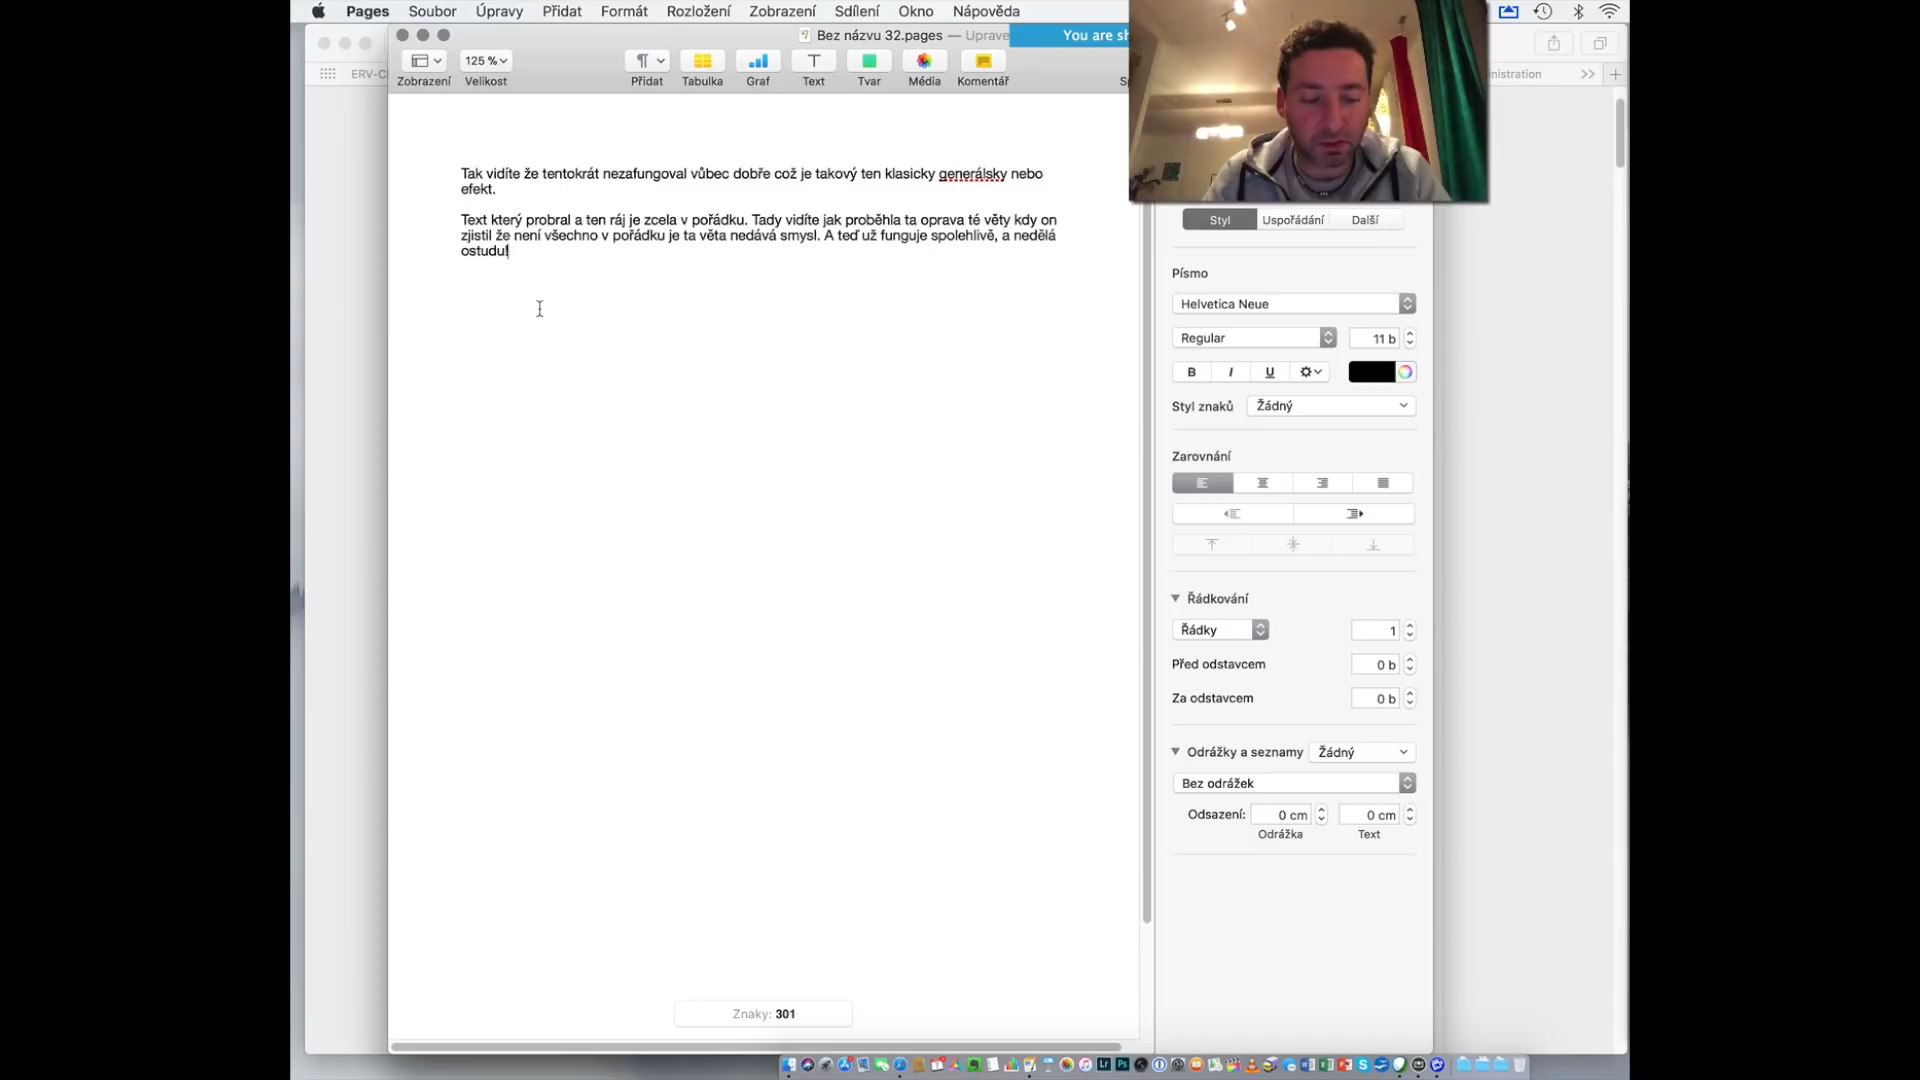 Pages Soubor Úpravy Přidat Formát Rozložení Zobrazení Sdílení Okno Nápověda
Bez názvu 32.pages — Uprave
You are sh
125 %
Zobrazení Velikost Přidat Tabulka Graf Text Tvar Média Komentář
ERV-C
inistration
Tak vidíte že tentokrát nezafungoval vůbec dobře což je takový ten klasicky generálsky nebo
efekt.
Text který probral a ten ráj je zcela v pořádku. Tady vidíte jak proběhla ta oprava té věty kdy on
zjistil že není všechno v pořádku je ta věta nedává smysl. A teď už funguje spolehlivě, a nedělá
ostudu!
Styl Uspořádání Další
Písmo
Helvetica Neue
Regular 11 b
B I U
Styl znaků Žádný
Zarovnání
Řádkování
Řádky 1
Před odstavcem 0 b
Za odstavcem 0 b
Odrážky a seznamy Žádný
Bez odrážek
Odsazení: 0 cm 0 cm
Odrážka Text
Znaky: 301